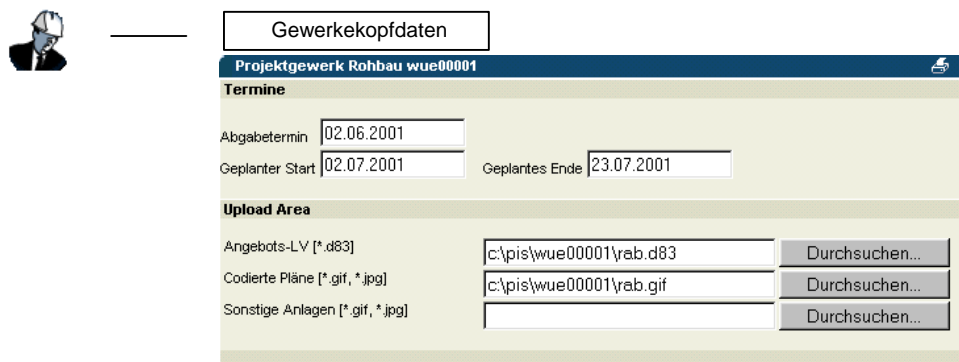 Gewerkekopfdaten
Projektgewerk Rohbau wue00001
Termine
Abgabetermin 02.06.2001
Geplanter Start 02.07.2001 Geplantes Ende 23.07.2001
Upload Area
Angebots-LV [*.d83] c:\pis\wue00001\rab.d83 Durchsuchen...
Codierte Pläne [*.gif, *.jpg] c:\pis\wue00001\rab.gif Durchsuchen...
Sonstige Anlagen [*.gif, *.jpg] Durchsuchen...